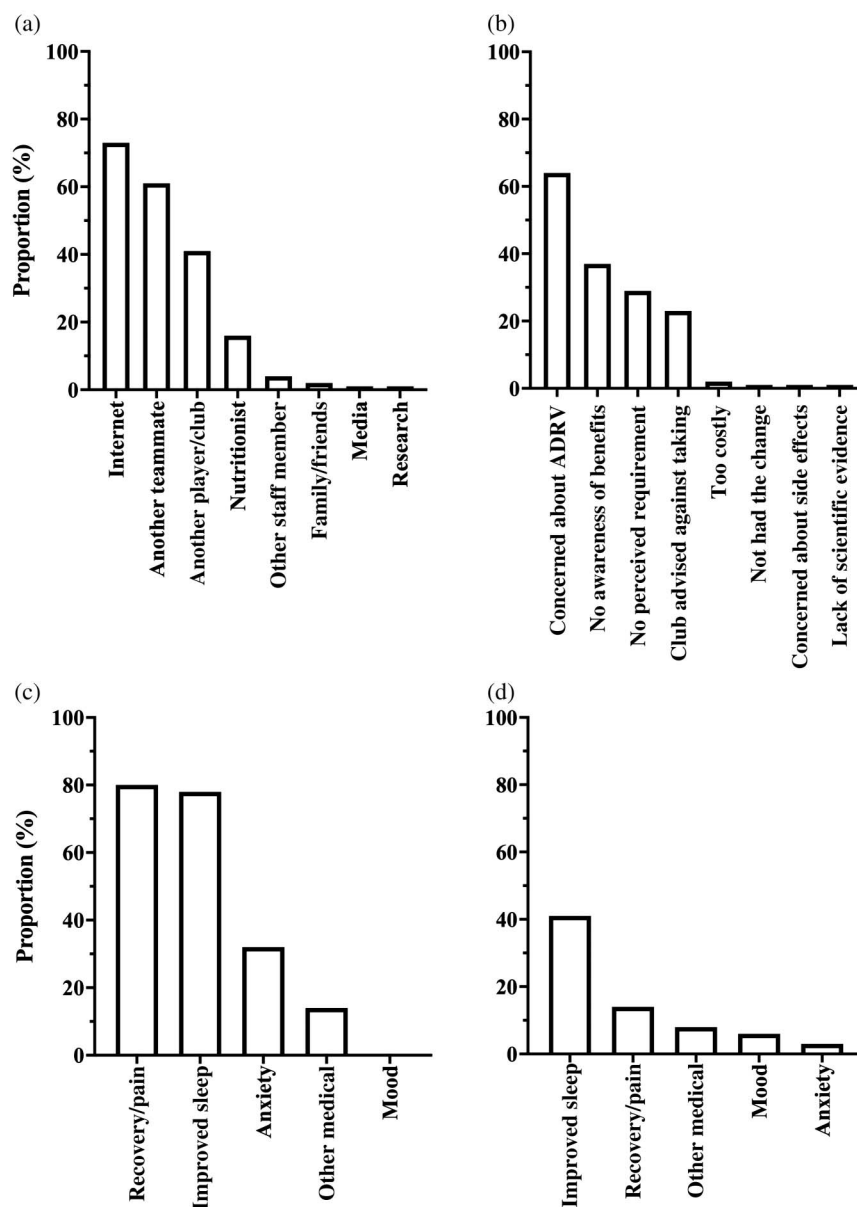 (a)
100
80
60
40
20
0
Proportion (%)
Internet
Another teammate
Another player/club
Nutritionist
Other staff member
Family/friends
Media
Research
(b)
100
80
60
40
20
0
Concerned about ADRV
No awareness of benefits
No perceived requirement
Club advised against taking
Too costly
Not had the change
Concerned about side effects
Lack of scientific evidence
(c)
100
80
60
40
20
0
Proportion (%)
Recovery/pain
Improved sleep
Anxiety
Other medical
Mood
(d)
100
80
60
40
20
0
Improved sleep
Recovery/pain
Other medical
Mood
Anxiety